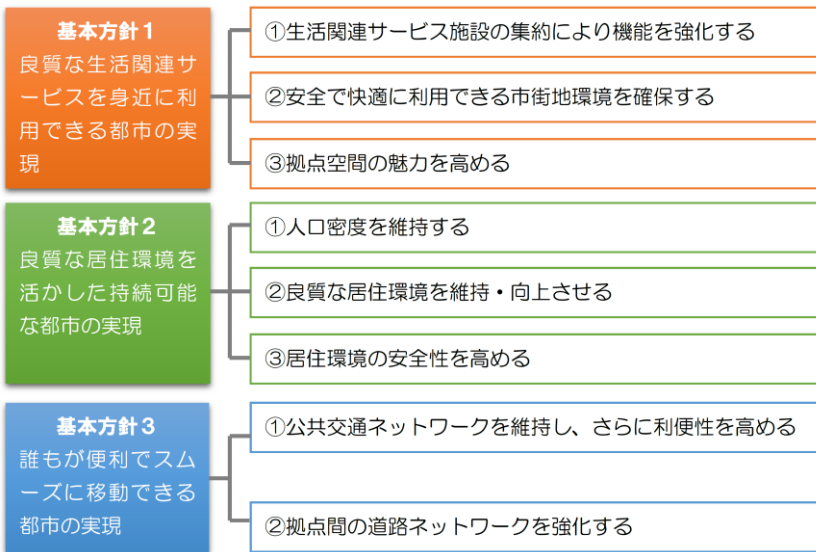 基本方針1
良質な生活関連サ
ービスを身近に利
用できる都市の実
現
①生活関連サービス施設の集約により機能を強化する
②安全で快適に利用できる市街地環境を確保する
③拠点空間の魅力を高める
基本方針2
良質な居住環境を
活かした持続可能
な都市の実現
①人口密度を維持する
②良質な居住環境を維持・向上させる
③居住環境の安全性を高める
基本方針3
誰もが便利でスム
ーズに移動できる
都市の実現
①公共交通ネットワークを維持し、さらに利便性を高める
②拠点間の道路ネットワークを強化する